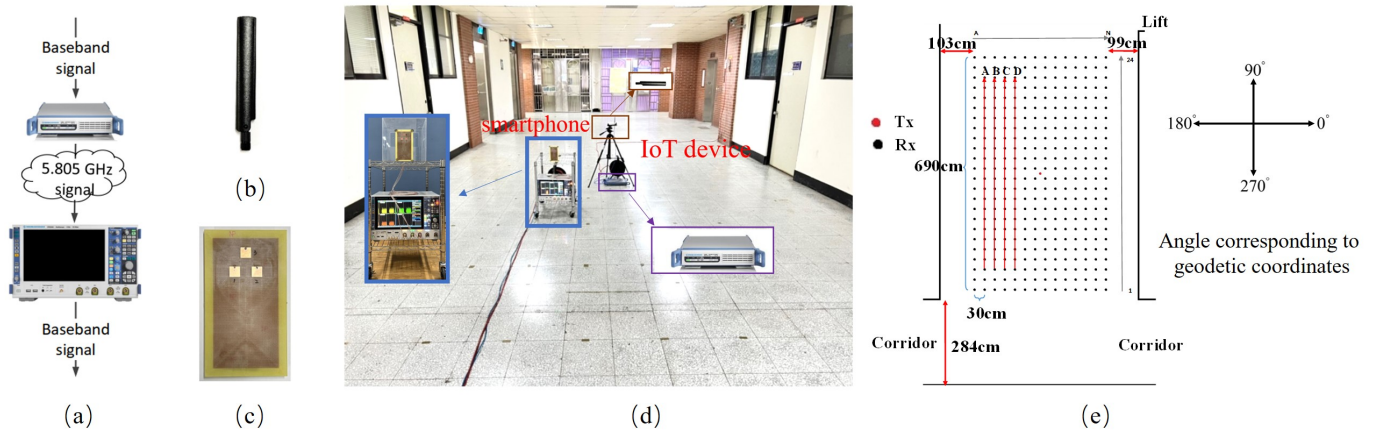 Baseband
signal
5.805 GHz
signal
Baseband
signal
(a)
(b)
(c)
smartphone
IoT device
(d)
Lift
A
N
103cm
99cm
24
A B C D
Tx
Rx
690cm
1
30cm
Corridor
284cm
Corridor
90°
180°
0°
270°
Angle corresponding to
geodetic coordinates
(e)